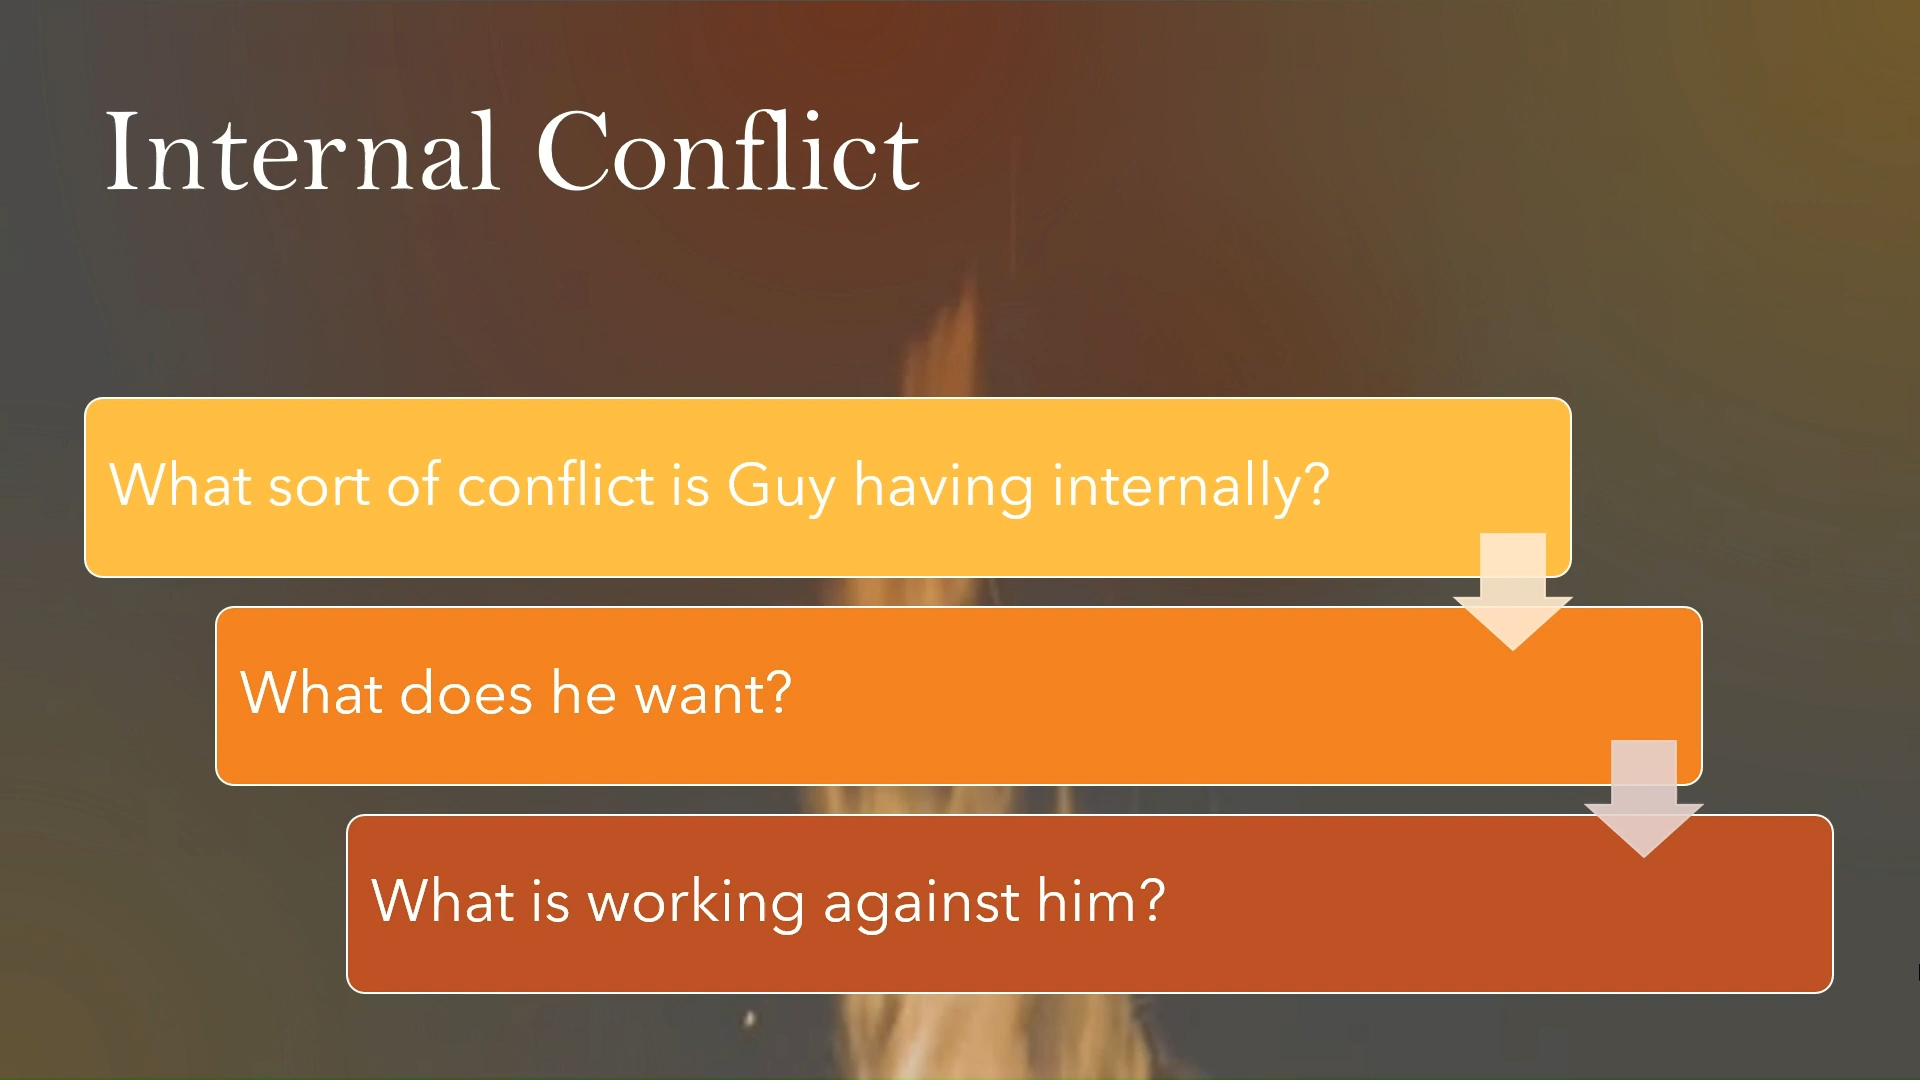 Internal Conflict
What sort of conflict is Guy having internally?
What does he want?
What is working against him?